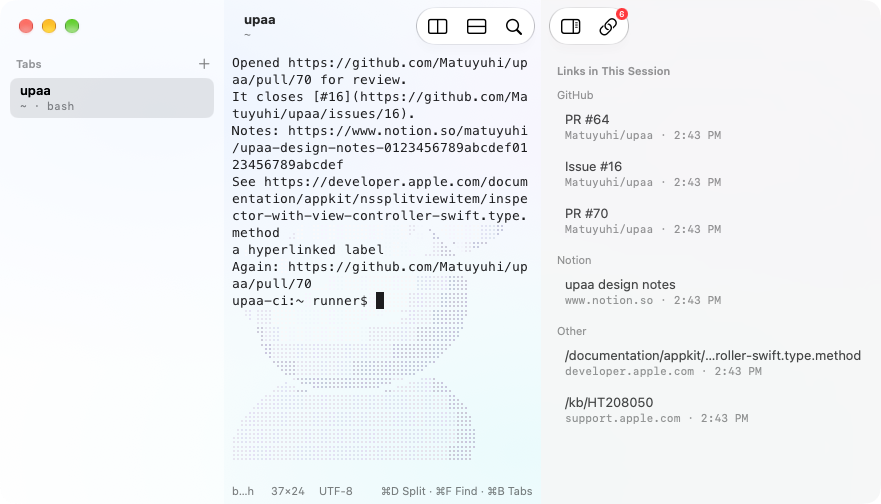 upaa
~
6
Tabs
+
upaa
~ · bash
Opened https://github.com/Matuyuhi/up
aa/pull/70 for review.
It closes [#16](https://github.com/Ma
tuyuhi/upaa/issues/16).
Notes: https://www.notion.so/matuyuhi
/upaa-design-notes-0123456789abcdef01
23456789abcdef
See https://developer.apple.com/docum
entation/appkit/nssplitviewitem/inspe
ctor-with-view-controller-swift.type.
method
a hyperlinked label
Again: https://github.com/Matuyuhi/up
aa/pull/70
upaa-ci:~ runner$
b...h 37×24 UTF-8 ⌘D Split · ⌘F Find · ⌘B Tabs
Links in This Session
GitHub
PR #64
Matuyuhi/upaa · 2:43 PM
Issue #16
Matuyuhi/upaa · 2:43 PM
PR #70
Matuyuhi/upaa · 2:43 PM
Notion
upaa design notes
www.notion.so · 2:43 PM
Other
/documentation/appkit/...roller-swift.type.method
developer.apple.com · 2:43 PM
/kb/HT208050
support.apple.com · 2:43 PM